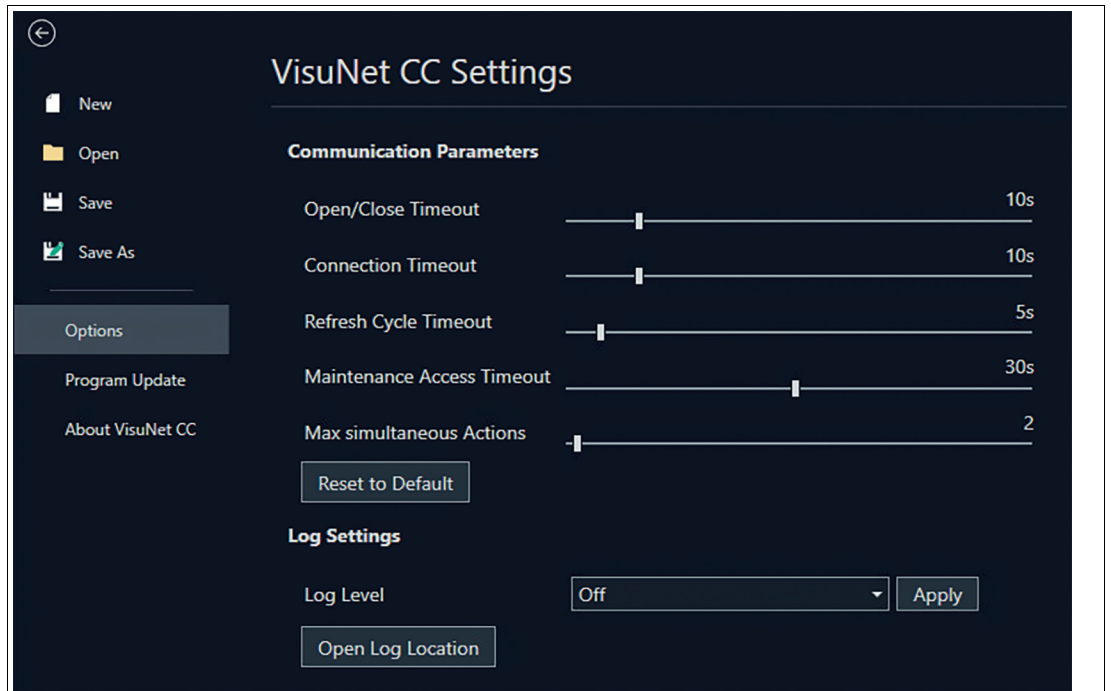 VisuNet CC Settings
New
Open
Save
Save As
Options
Program Update
About VisuNet CC
Communication Parameters
Open/Close Timeout 10s
Connection Timeout 10s
Refresh Cycle Timeout 5s
Maintenance Access Timeout 30s
Max simultaneous Actions 2
Reset to Default
Log Settings
Log Level Off Apply
Open Log Location